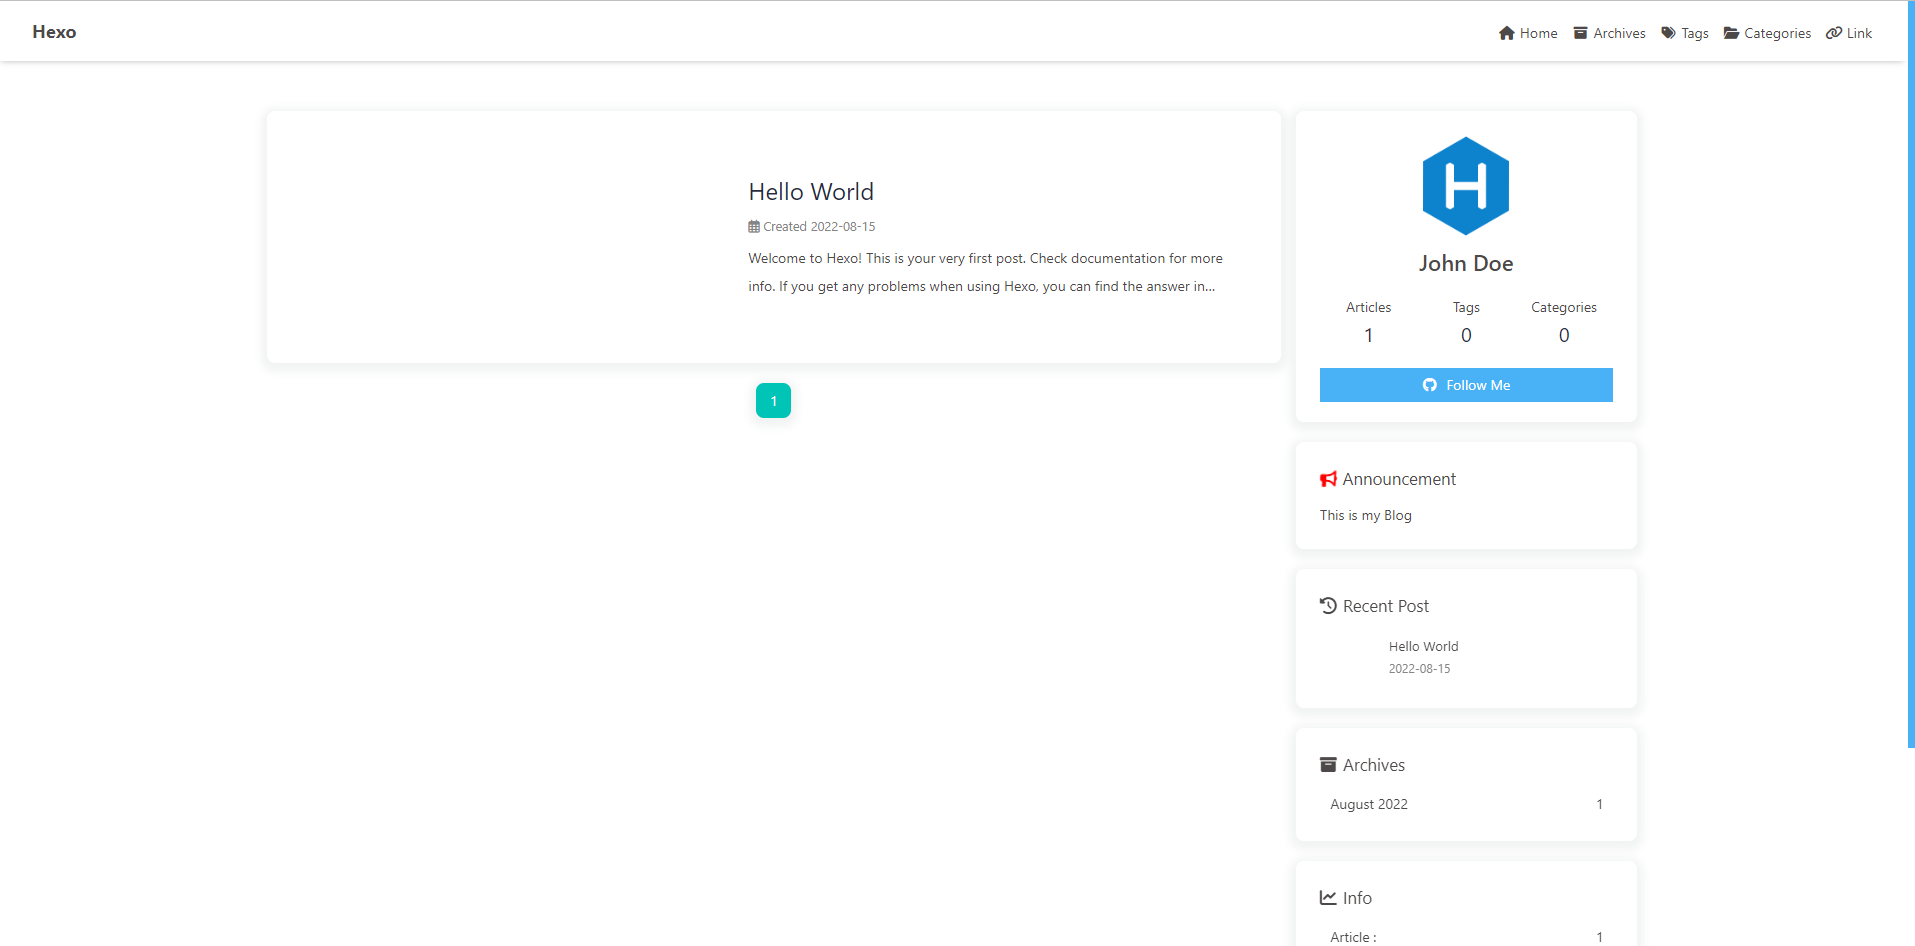 Hexo
Home Archives Tags Categories Link
Hello World
Created 2022-08-15
Welcome to Hexo! This is your very first post. Check documentation for more
info. If you get any problems when using Hexo, you can find the answer in...
1
H
John Doe
Articles Tags Categories
1 0 0
Follow Me
Announcement
This is my Blog
Recent Post
Hello World
2022-08-15
Archives
August 2022 1
Info
Article : 1